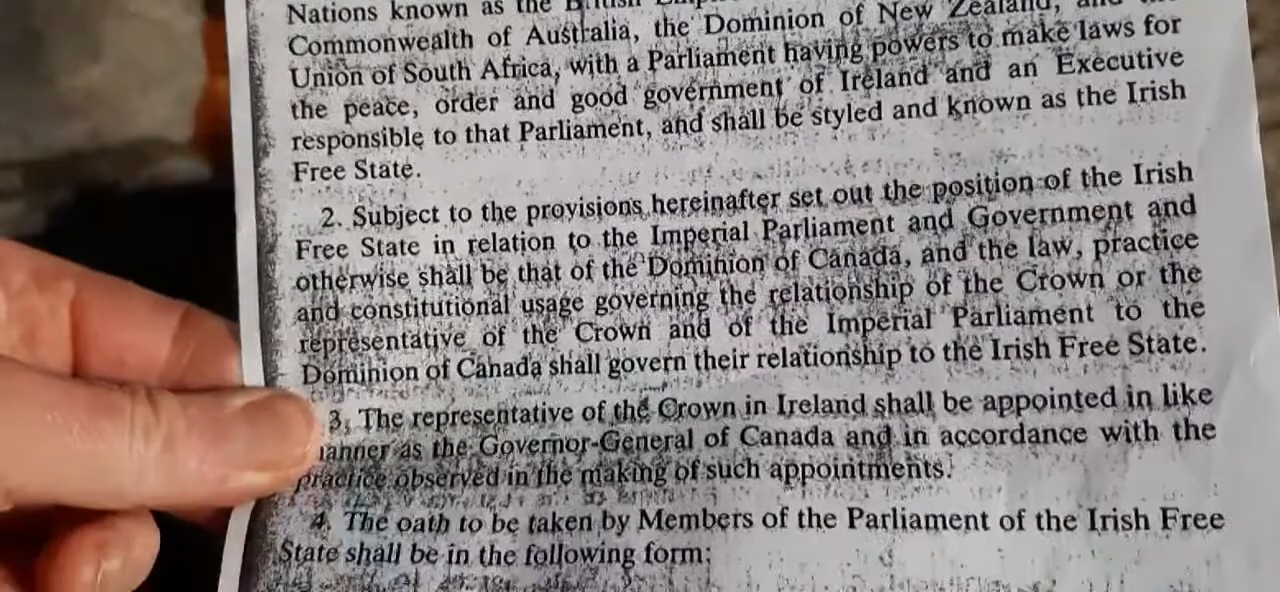 Nations known as the British
Commonwealth of Australia, the Dominion of New Zealand, and
Union of South Africa, with a Parliament having powers to make laws for
the peace, order and good government of Ireland and an Executive
responsible to that Parliament, and shall be styled and known as the Irish
Free State.
2. Subject to the provisions hereinafter set out the position of the Irish
Free State in relation to the Imperial Parliament and Government and
otherwise shall be that of the Dominion of Canada, and the law, practice
and constitutional usage governing the relationship of the Crown or the
representative of the Crown and of the Imperial Parliament to the
Dominion of Canada shall govern their relationship to the Irish Free State.
3. The representative of the Crown in Ireland shall be appointed in like
anner as the Governor-General of Canada and in accordance with the
practice observed in the making of such appointments.
4. The oath to be taken by Members of the Parliament of the Irish Free
State shall be in the following form: